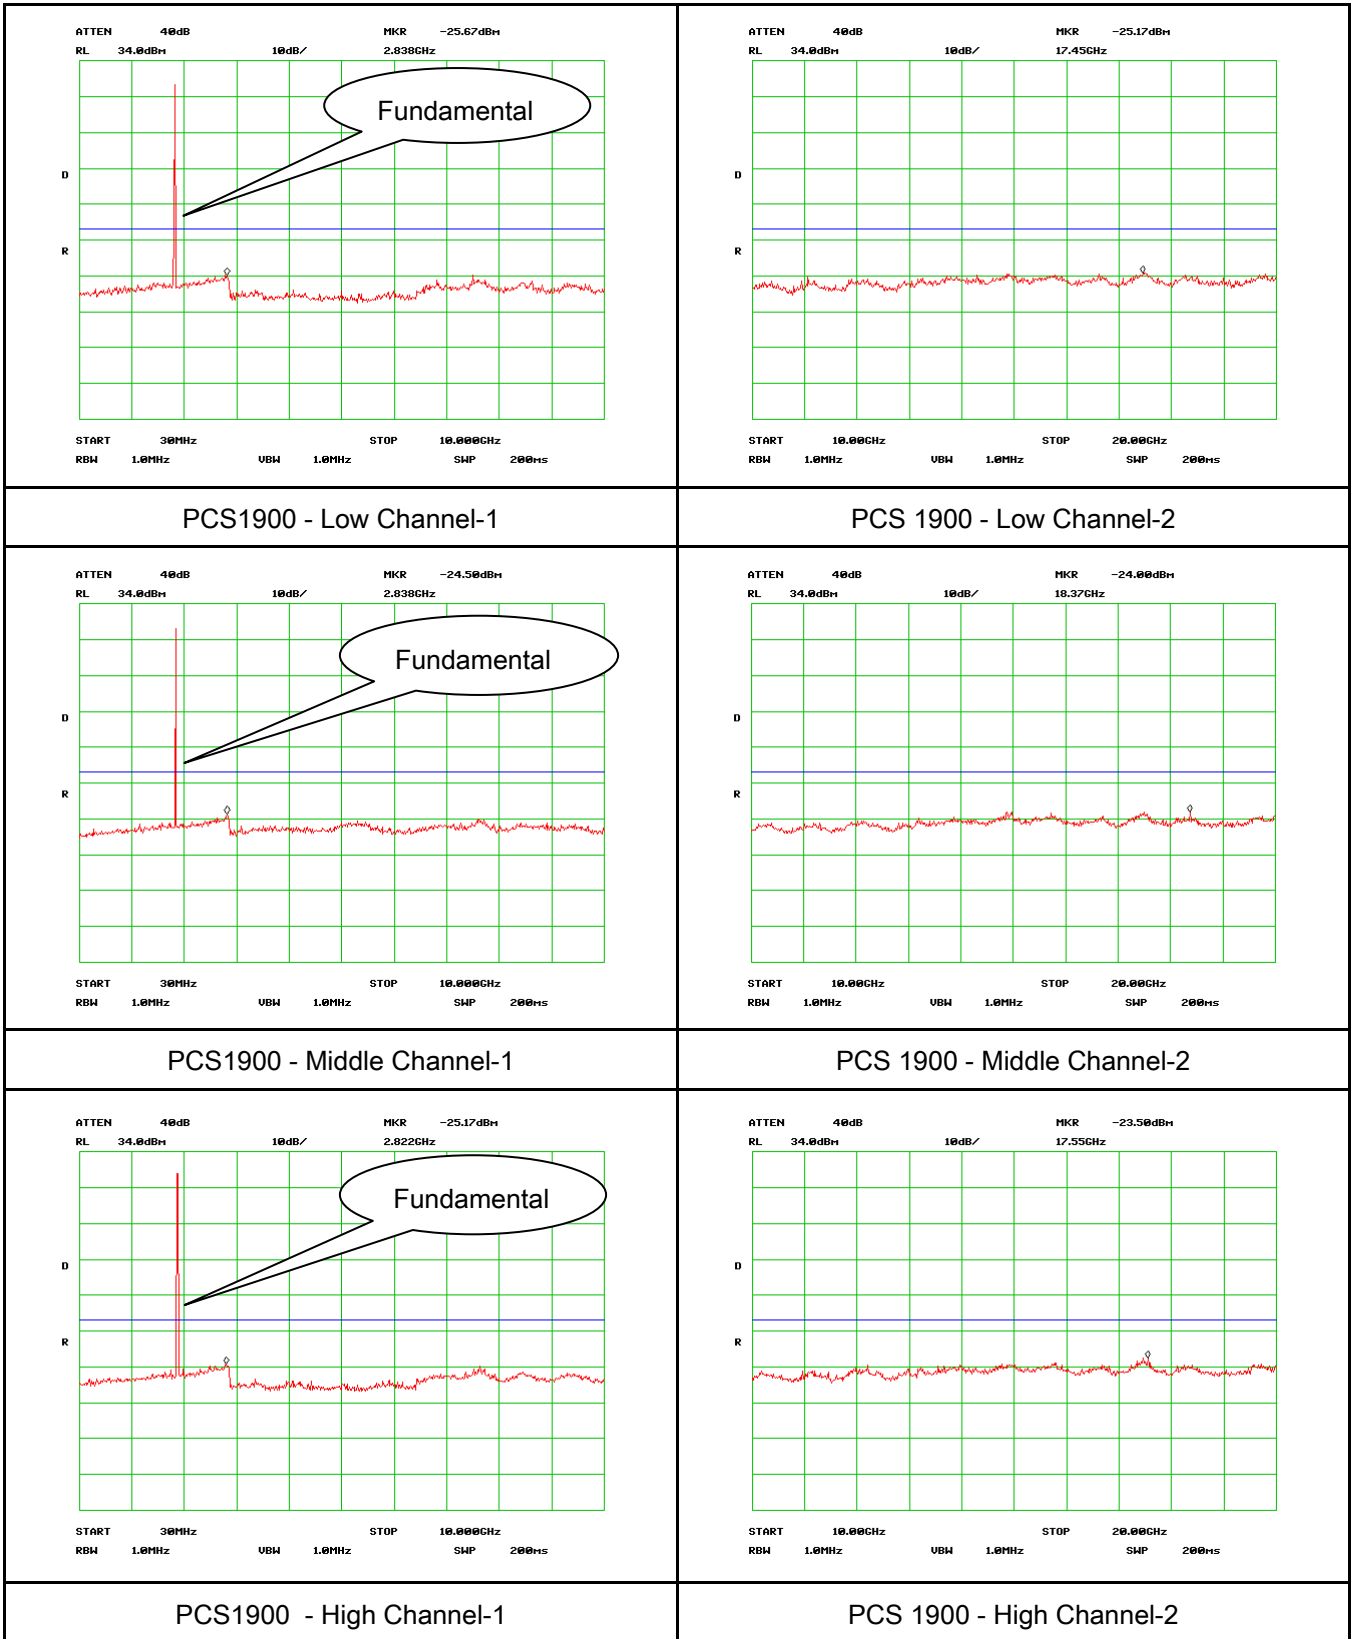 ATTEN 40dB MKR -25.67dBm
RL 34.0dBm 10dB/ 2.838GHz
Fundamental
D
R
START 30MHz STOP 10.000GHz
RBW 1.0MHz VBW 1.0MHz SWP 200ms
ATTEN 40dB MKR -25.17dBm
RL 34.0dBm 10dB/ 17.45GHz
D
R
START 10.00GHz STOP 20.00GHz
RBW 1.0MHz VBW 1.0MHz SWP 200ms
PCS1900 - Low Channel-1
PCS 1900 - Low Channel-2
ATTEN 40dB MKR -24.50dBm
RL 34.0dBm 10dB/ 2.838GHz
Fundamental
D
R
START 30MHz STOP 10.000GHz
RBW 1.0MHz VBW 1.0MHz SWP 200ms
ATTEN 40dB MKR -24.00dBm
RL 34.0dBm 10dB/ 18.37GHz
D
R
START 10.00GHz STOP 20.00GHz
RBW 1.0MHz VBW 1.0MHz SWP 200ms
PCS1900 - Middle Channel-1
PCS 1900 - Middle Channel-2
ATTEN 40dB MKR -25.17dBm
RL 34.0dBm 10dB/ 2.822GHz
Fundamental
D
R
START 30MHz STOP 10.000GHz
RBW 1.0MHz VBW 1.0MHz SWP 200ms
ATTEN 40dB MKR -23.50dBm
RL 34.0dBm 10dB/ 17.55GHz
D
R
START 10.00GHz STOP 20.00GHz
RBW 1.0MHz VBW 1.0MHz SWP 200ms
PCS1900 - High Channel-1
PCS 1900 - High Channel-2